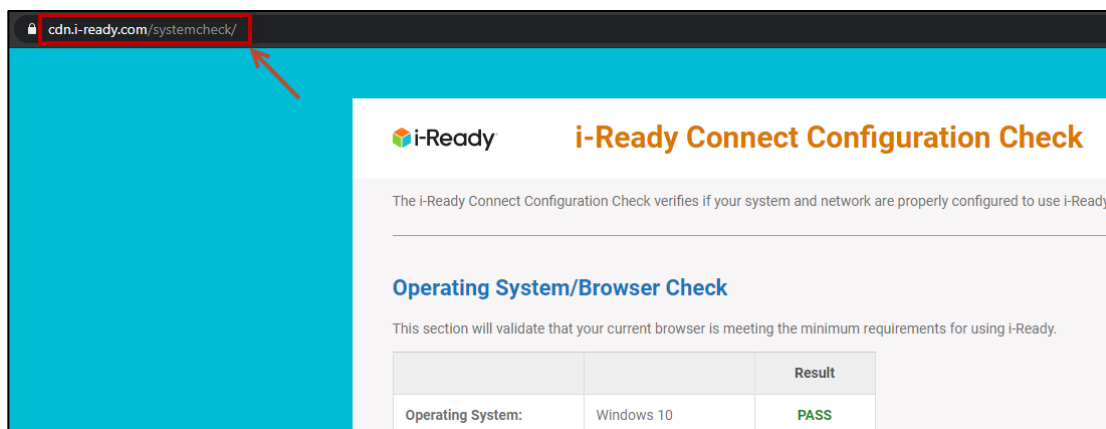 cdn.i-ready.com/systemcheck/
i-Ready
i-Ready Connect Configuration Check
The i-Ready Connect Configuration Check verifies if your system and network are properly configured to use i-Ready
Operating System/Browser Check
This section will validate that your current browser is meeting the minimum requirements for using i-Ready.
Result
Operating System: Windows 10 PASS